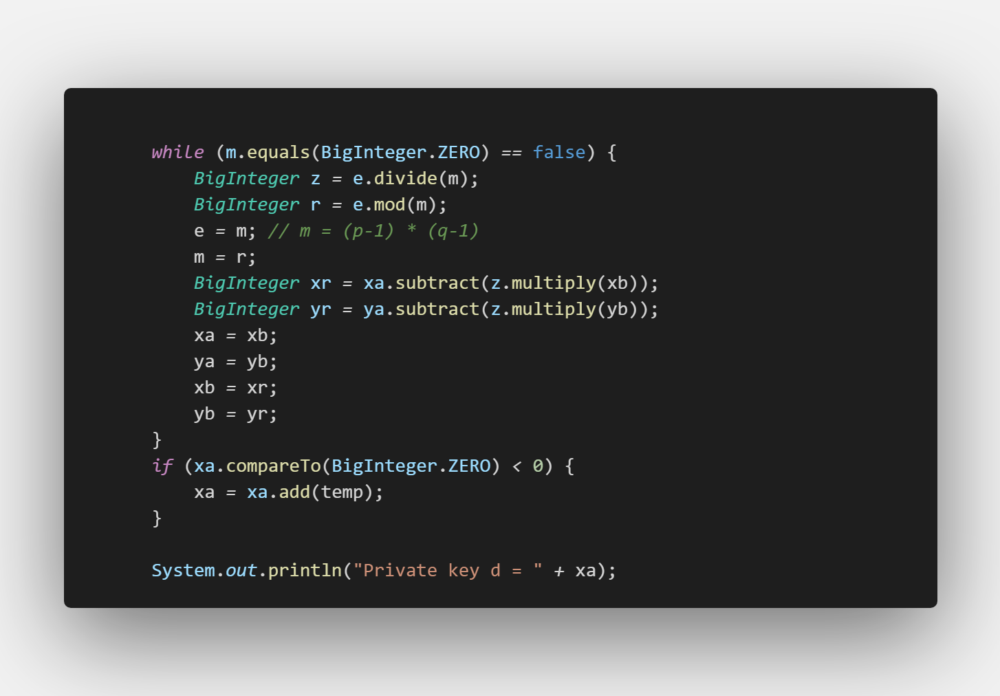 while (m.equals(BigInteger.ZERO) == false) {
    BigInteger z = e.divide(m);
    BigInteger r = e.mod(m);
    e = m; // m = (p-1) * (q-1)
    m = r;
    BigInteger xr = xa.subtract(z.multiply(xb));
    BigInteger yr = ya.subtract(z.multiply(yb));
    xa = xb;
    ya = yb;
    xb = xr;
    yb = yr;
}
if (xa.compareTo(BigInteger.ZERO) < 0) {
    xa = xa.add(temp);
}
System.out.println("Private key d = " + xa);